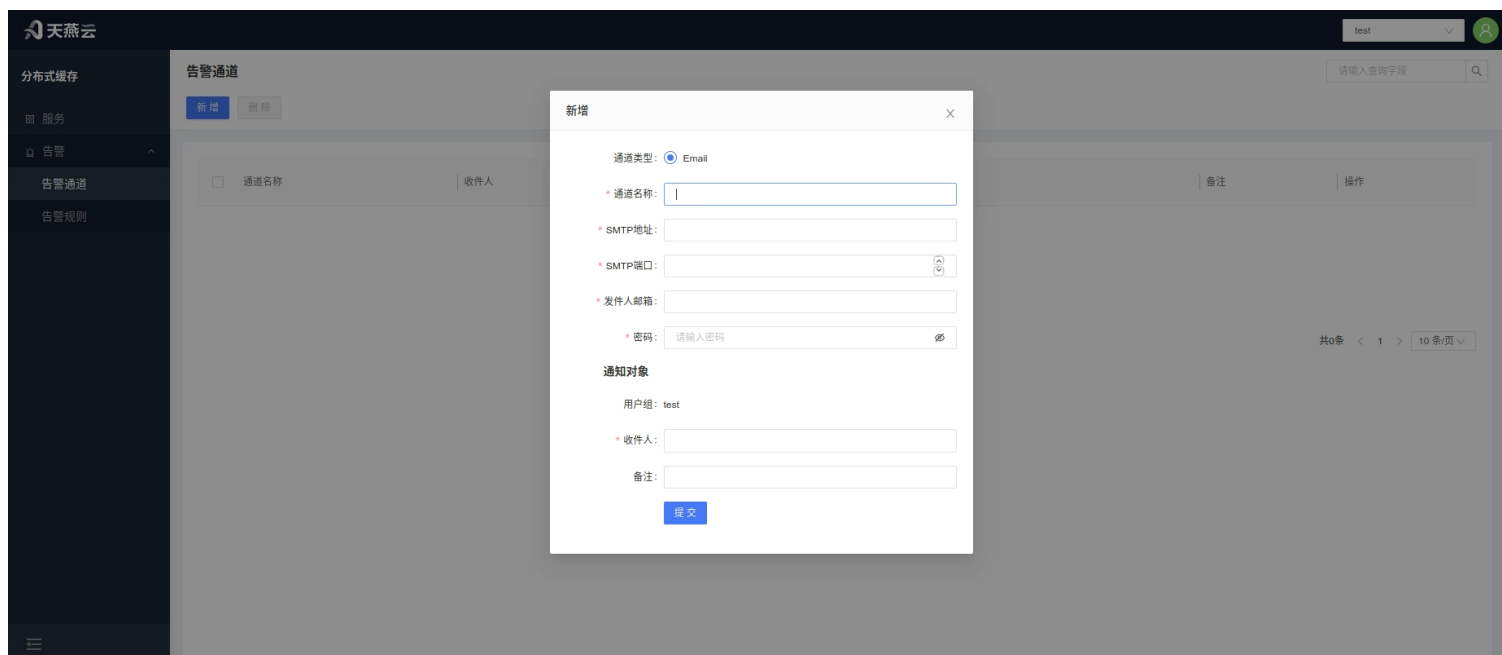 天燕云
test
分布式缓存
告警通道
请输入查询字段
新增
删除
服务
告警
告警通道
告警规则
通道名称
收件人
备注
操作
共0条
1
10 条/页
新增
通道类型:
Email
* 通道名称:
* SMTP地址:
* SMTP端口:
* 发件人邮箱:
* 密码:
请输入密码
通知对象
用户组: test
* 收件人:
备注:
提交